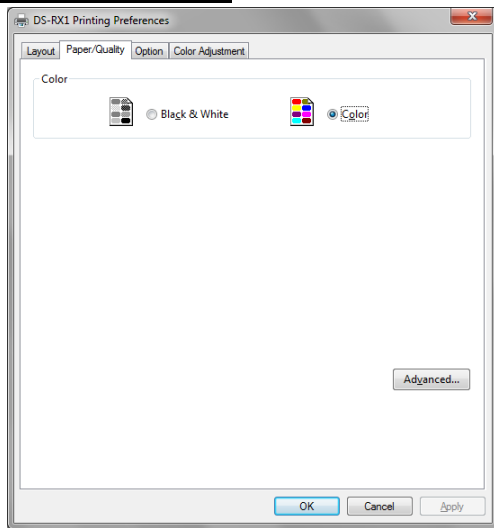 DS-RX1 Printing Preferences
Layout Paper/Quality Option Color Adjustment
Color
Black & White Color
Advanced...
OK Cancel Apply